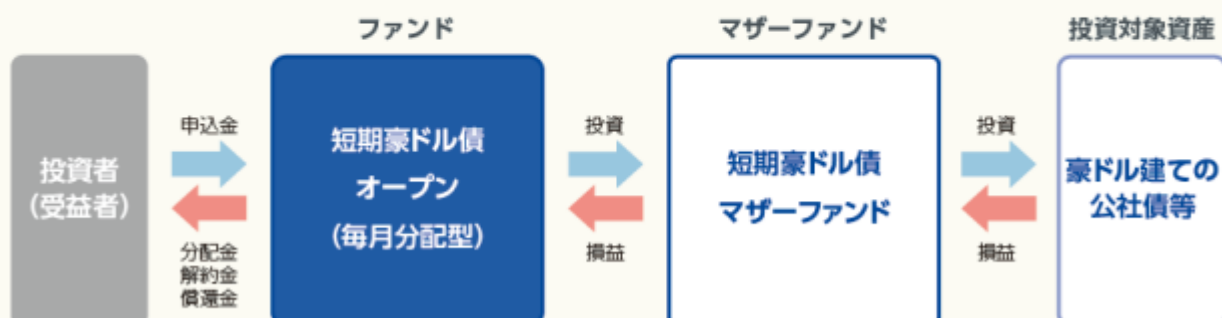 ファンド
マザーファンド
投資対象資産
投資者
(受益者)
申込金
分配金
解約金
償還金
短期豪ドル債
オープン
(毎月分配型)
投資
損益
短期豪ドル債
マザーファンド
投資
損益
豪ドル建ての
公社債等